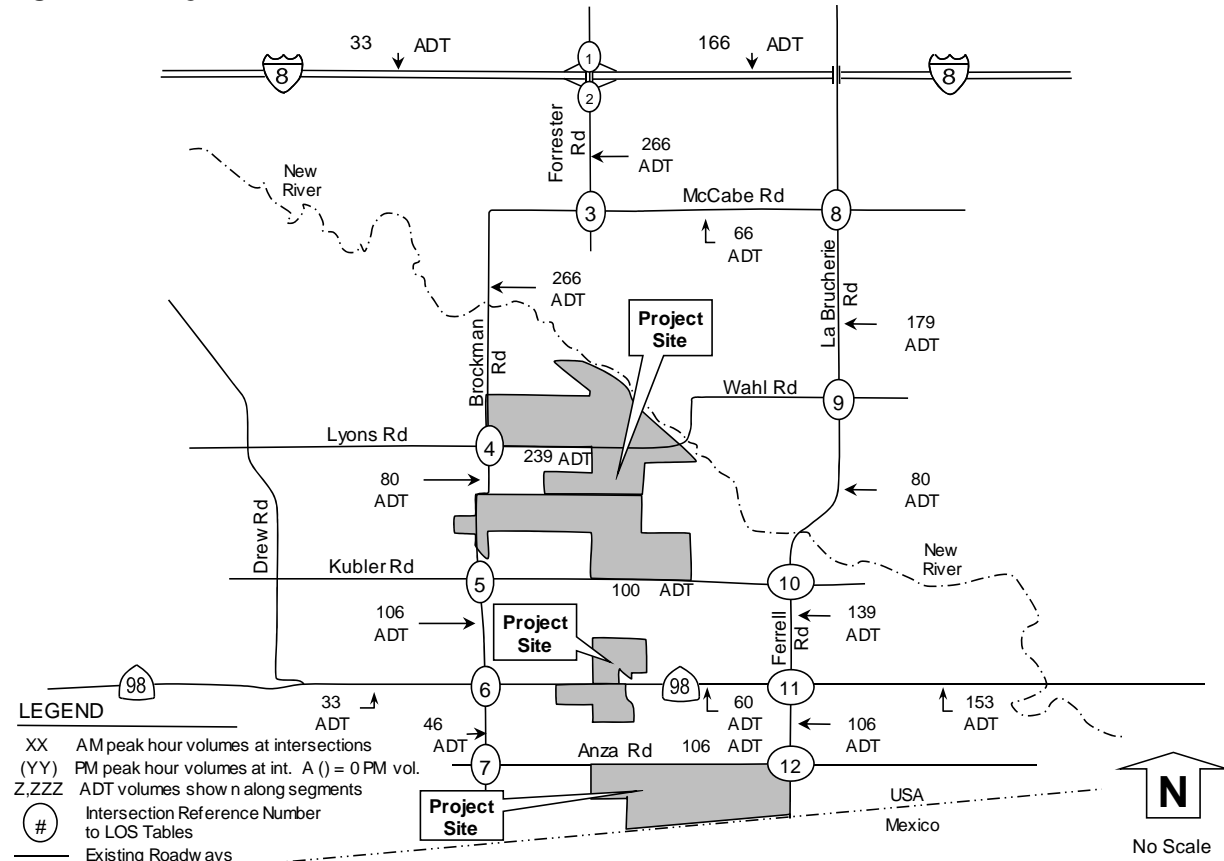 33 ADT
166 ADT
8
1
8
2
Forrester
Rd
266
ADT
New
River
3
McCabe Rd
8
66
ADT
266
ADT
La Brucherie
Rd
Project
Site
179
ADT
Brockman
Rd
Wahl Rd
9
Lyons Rd
4
239 ADT
80
ADT
80
ADT
Drew Rd
New
River
Kubler Rd
5
10
100 ADT
106
ADT
Project
Site
139
ADT
Ferrell
Rd
98
6
98
11
33
ADT
60
ADT
153
ADT
LEGEND
46
ADT
ADT
106
ADT
XX AM peak hour volumes at intersections
Anza Rd 106
(YY) PM peak hour volumes at int. A () = 0 PM vol.
7
12
Z,ZZZ ADT volumes shown along segments
# Intersection Reference Number
to LOS Tables
Project
Site
USA
Mexico
N
Existing Roadways
No Scale